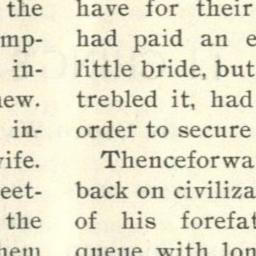 the
mp-
in-
new.
in-
wife.
eet-
the
hem
have for their
had paid an e
little bride, but
trebled it, had
order to secure
Thenceforwa
back on civiliza
of his forefat
queue with lon